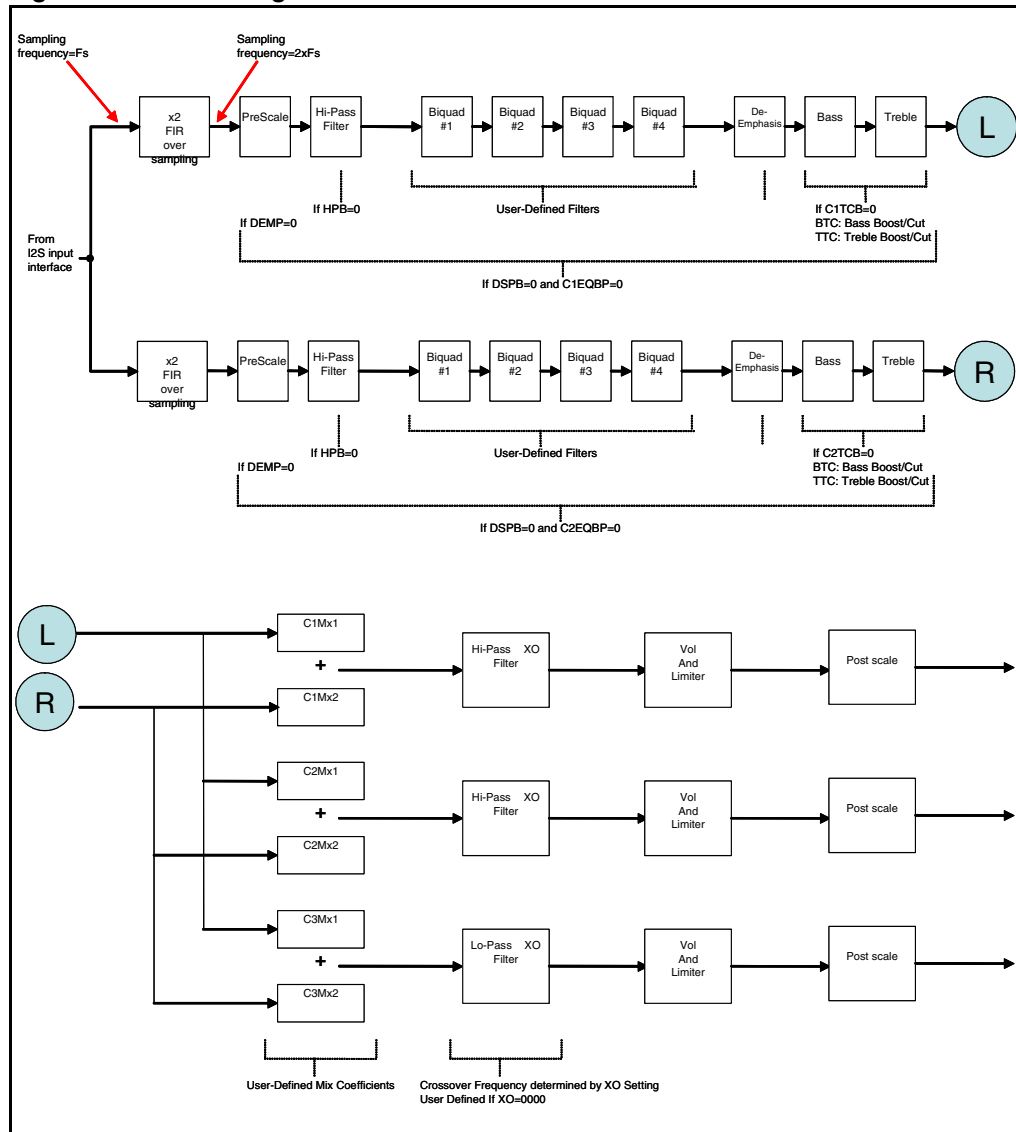 Sampling
frequency=Fs
Sampling
frequency=2xFs
x2
FIR
over
sampling
PreScale
Hi-Pass
Filter
Biquad
#1
Biquad
#2
Biquad
#3
Biquad
#4
De-
Emphasis
Bass
Treble
L
If HPB=0
If DEMP=0
User-Defined Filters
If C1TCB=0
BTC: Bass Boost/Cut
TTC: Treble Boost/Cut
From
I2S input
interface
If DSPB=0 and C1EQBP=0
x2
FIR
over
sampling
PreScale
Hi-Pass
Filter
Biquad
#1
Biquad
#2
Biquad
#3
Biquad
#4
De-
Emphasis
Bass
Treble
R
If HPB=0
If DEMP=0
User-Defined Filters
If C2TCB=0
BTC: Bass Boost/Cut
TTC: Treble Boost/Cut
If DSPB=0 and C2EQBP=0
L
R
C1Mx1
+
C1Mx2
Hi-Pass XO
Filter
Vol
And
Limiter
Post scale
C2Mx1
+
C2Mx2
Hi-Pass XO
Filter
Vol
And
Limiter
Post scale
C3Mx1
+
C3Mx2
Lo-Pass XO
Filter
Vol
And
Limiter
Post scale
User-Defined Mix Coefficients
Crossover Frequency determined by XO Setting
User Defined If XO=0000